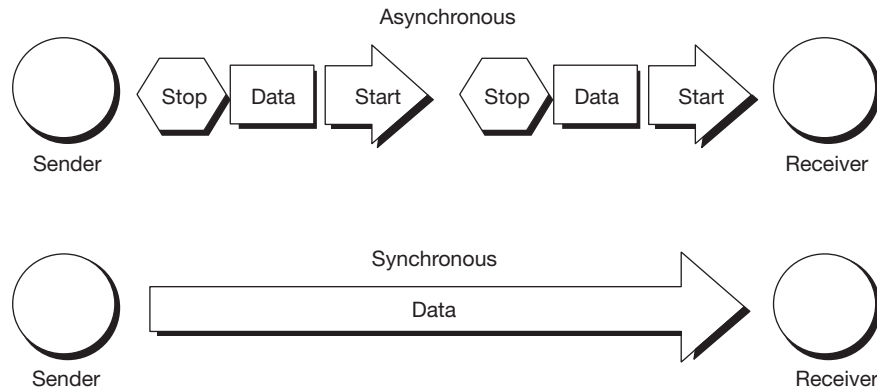 Asynchronous
Stop Data Start Stop Data Start
Sender Receiver
Synchronous
Data
Sender Receiver